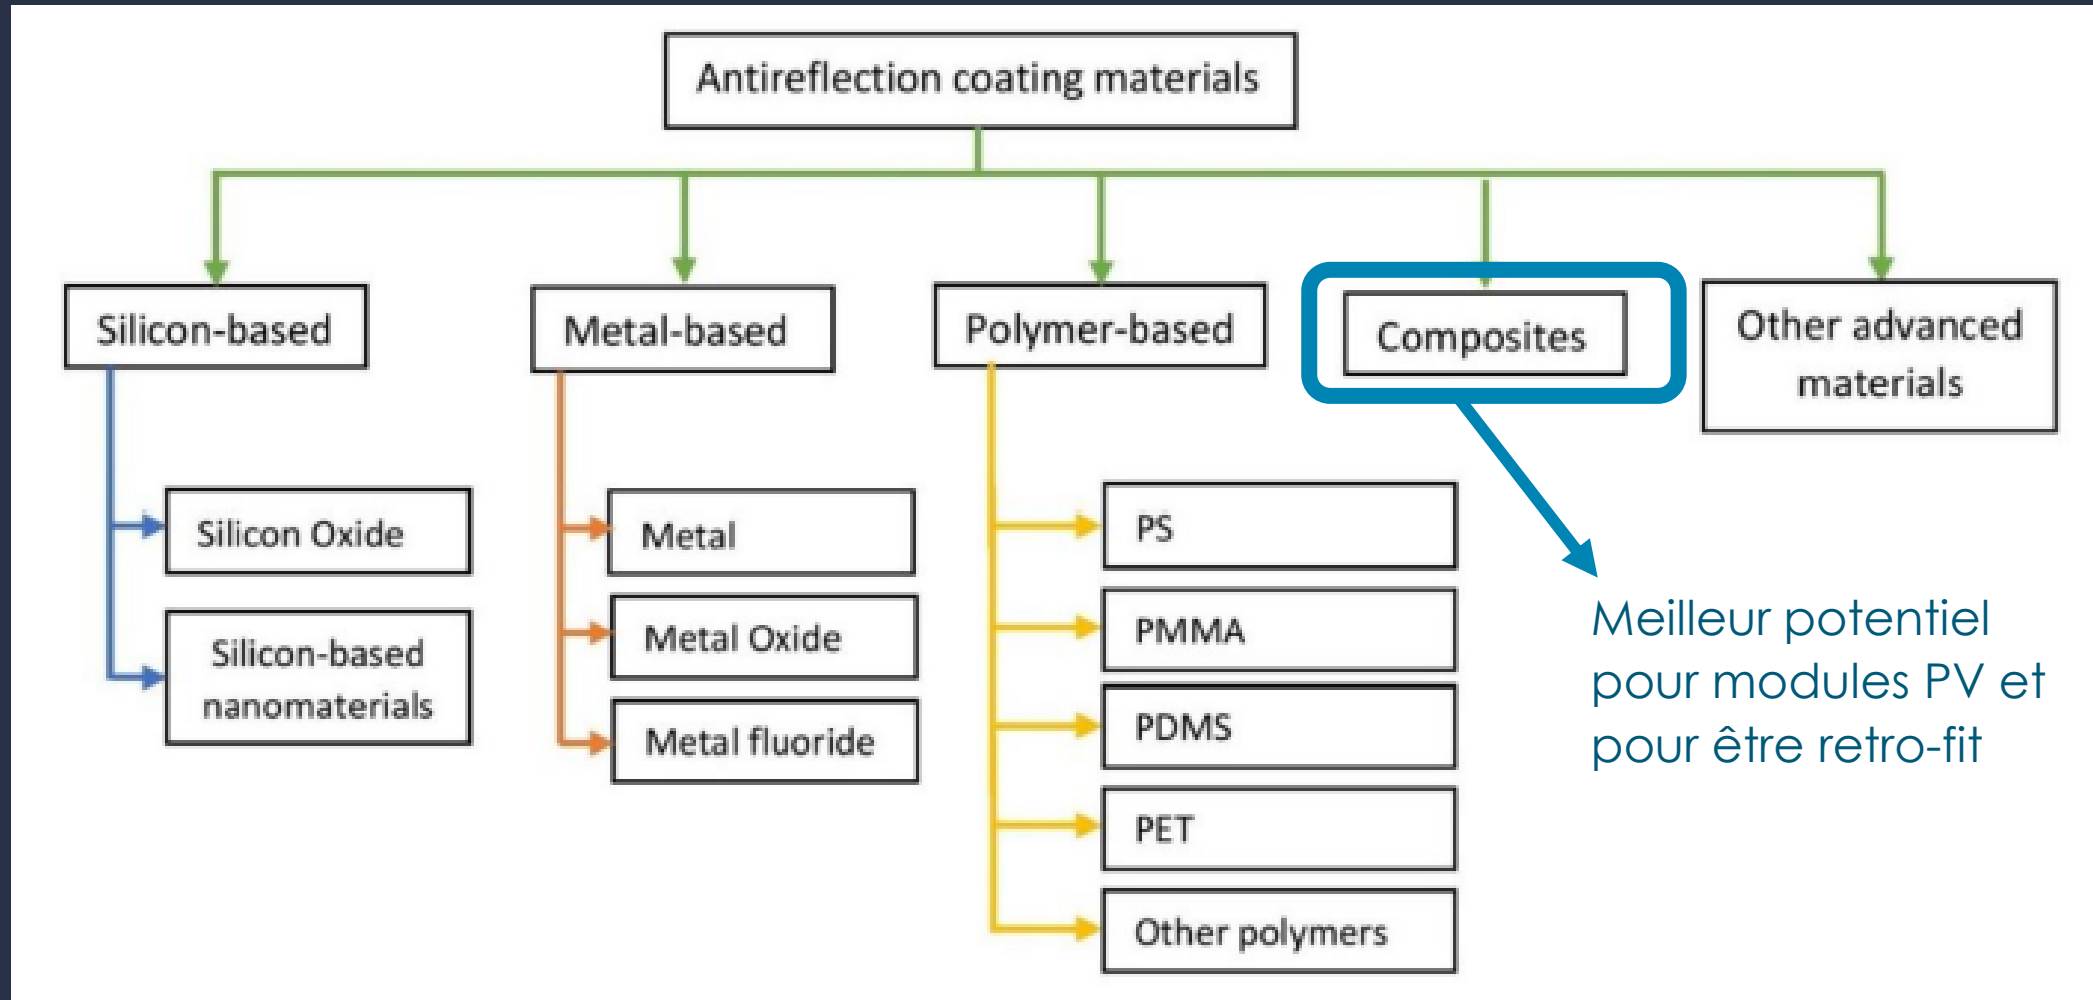 Antireflection coating materials
Silicon-based
Metal-based
Polymer-based
Composites
Other advanced
materials
Silicon Oxide
Silicon-based
nanomaterials
Metal
Metal Oxide
Metal fluoride
PS
PMMA
PDMS
PET
Other polymers
Meilleur potentiel
pour modules PV et
pour être retro-fit